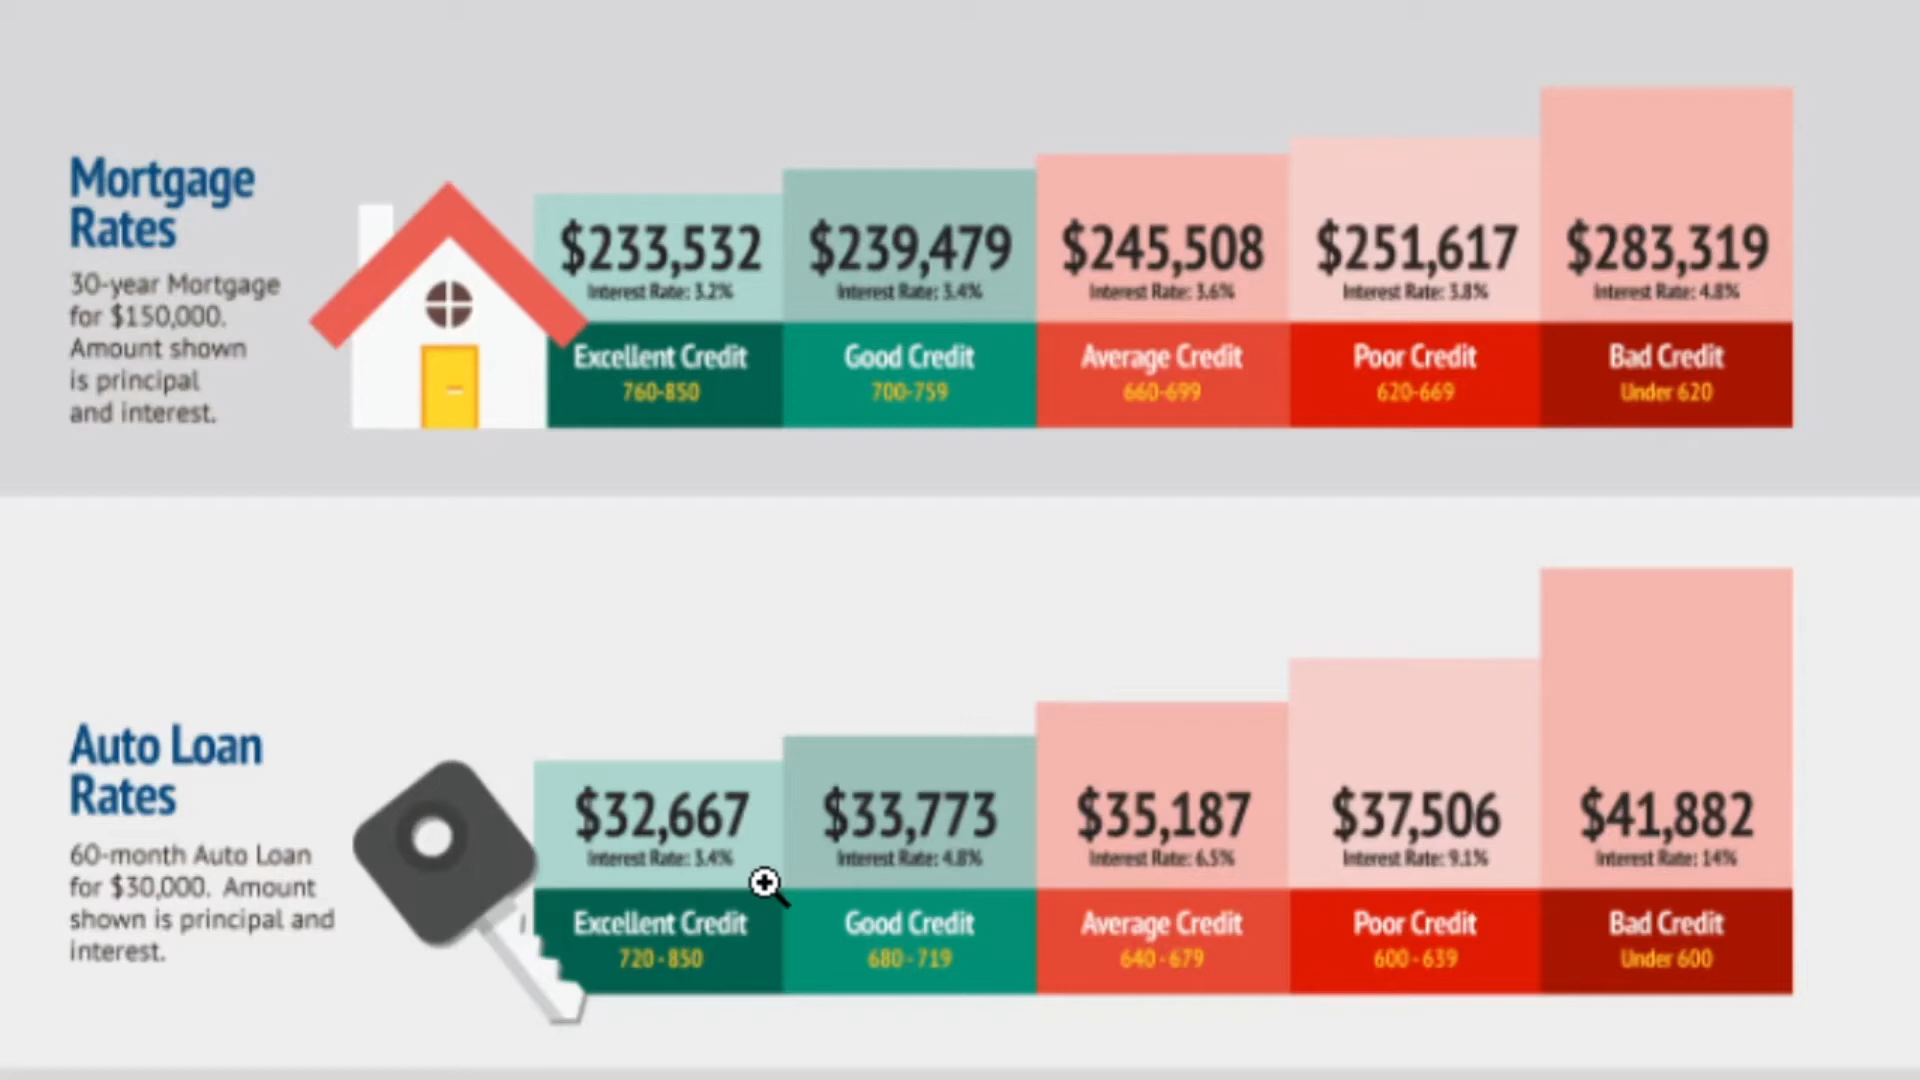 Mortgage
Rates
30-year Mortgage
for $150,000.
Amount shown
is principal
and interest.
$233,532
Interest Rate: 3.2%
Excellent Credit
760-850
$239,479
Interest Rate: 3.4%
Good Credit
700-759
$245,508
Interest Rate: 3.6%
Average Credit
660-699
$251,617
Interest Rate: 3.8%
Poor Credit
620-669
$283,319
Interest Rate: 4.8%
Bad Credit
Under 620
Auto Loan
Rates
60-month Auto Loan
for $30,000. Amount
shown is principal and
interest.
$32,667
Interest Rate: 3.4%
Excellent Credit
720 - 850
$33,773
Interest Rate: 4.8%
Good Credit
680 - 719
$35,187
Interest Rate: 6.5%
Average Credit
640 - 679
$37,506
Interest Rate: 9.1%
Poor Credit
600 - 639
$41,882
Interest Rate: 14%
Bad Credit
Under 600